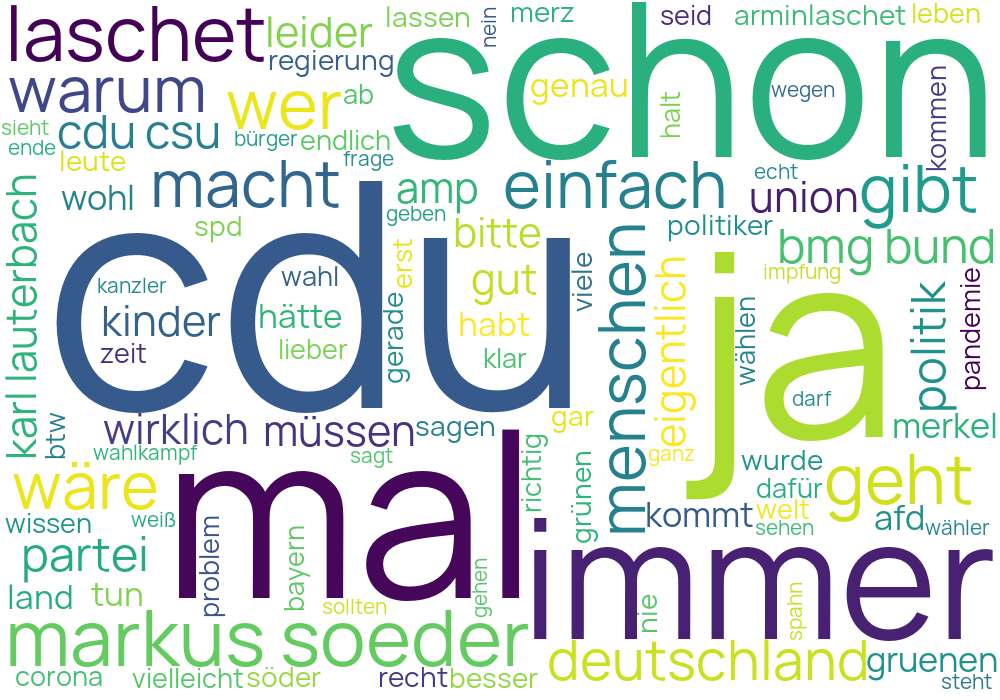 laschet
leider
lassen
nein
merz
seid
arminlaschet
leben
regierung
schon
warum
wer
ab
genau
halt
wegen
kommen
sieht
ende
cdu csu
bürger
endlich
leute
frage
wohl
macht
amp
einfach
echt
union
gibt
spd
geben
bitte
politiker
bmg bund
karl lauterbach
cdu
kanzler
wahl
erst
gut
viele
menschen
eigentlich
ja
impfung
kinder
hätte
gerade
habt
wählen
politik
pandemie
zeit
lieber
klar
darf
btw
wirklich
müssen
sagen
gar
merkel
wahlkampf
sagt
richtig
ganz
wurde
wäre
mal
grünen
dafür
geht
wissen
weiß
kommt
welt
sehen
afd
wähler
partei
problem
bayern
immer
land
tun
sollten
gehen
nie
spahn
markus soeder
deutschland
gruenen
corona
vielleicht
söder
recht
besser
steht